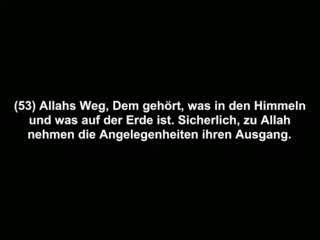 (53) Allahs Weg, Dem gehört, was in den Himmeln
und was auf der Erde ist. Sicherlich, zu Allah
nehmen die Angelegenheiten ihren Ausgang.